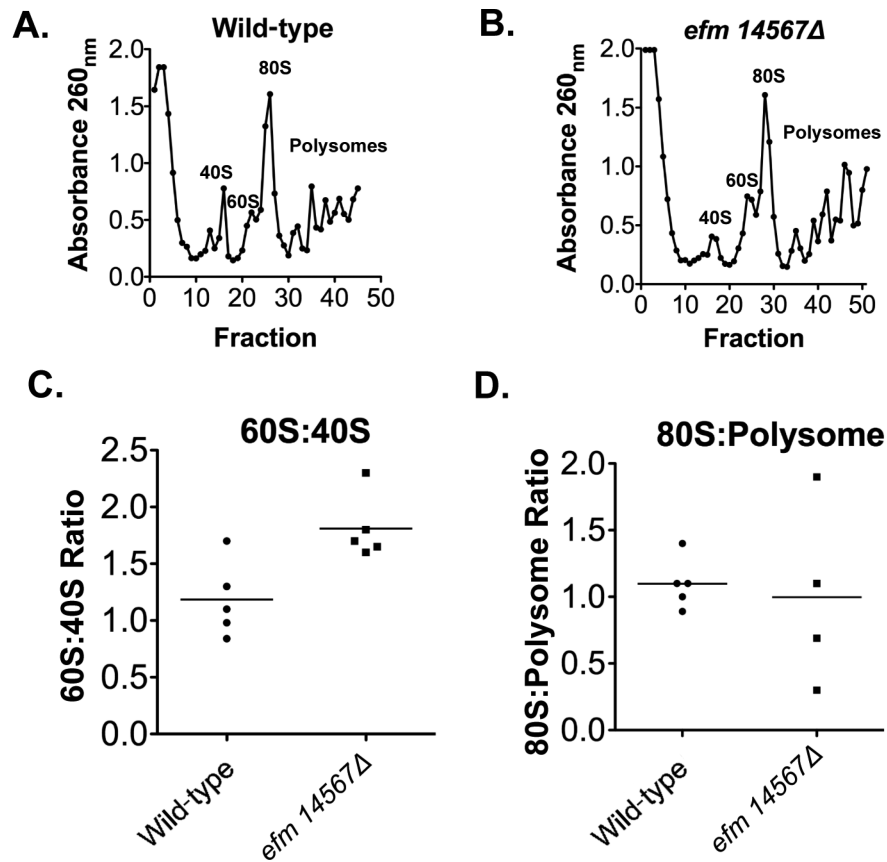 A.
Wild-type
Absorbance 260nm
2.0
1.5
1.0
0.5
0.0
40S
60S
80S
Polysomes
0 10 20 30 40 50
Fraction
B.
efm 14567Δ
Absorbance 260nm
2.0
1.5
1.0
0.5
0.0
40S
60S
80S
Polysomes
0 10 20 30 40 50
Fraction
C.
60S:40S
60S:40S Ratio
2.5
2.0
1.5
1.0
0.5
0.0
Wild-type
efm 14567Δ
D.
80S:Polysome
80S:Polysome Ratio
2.0
1.5
1.0
0.5
0.0
Wild-type
efm 14567Δ